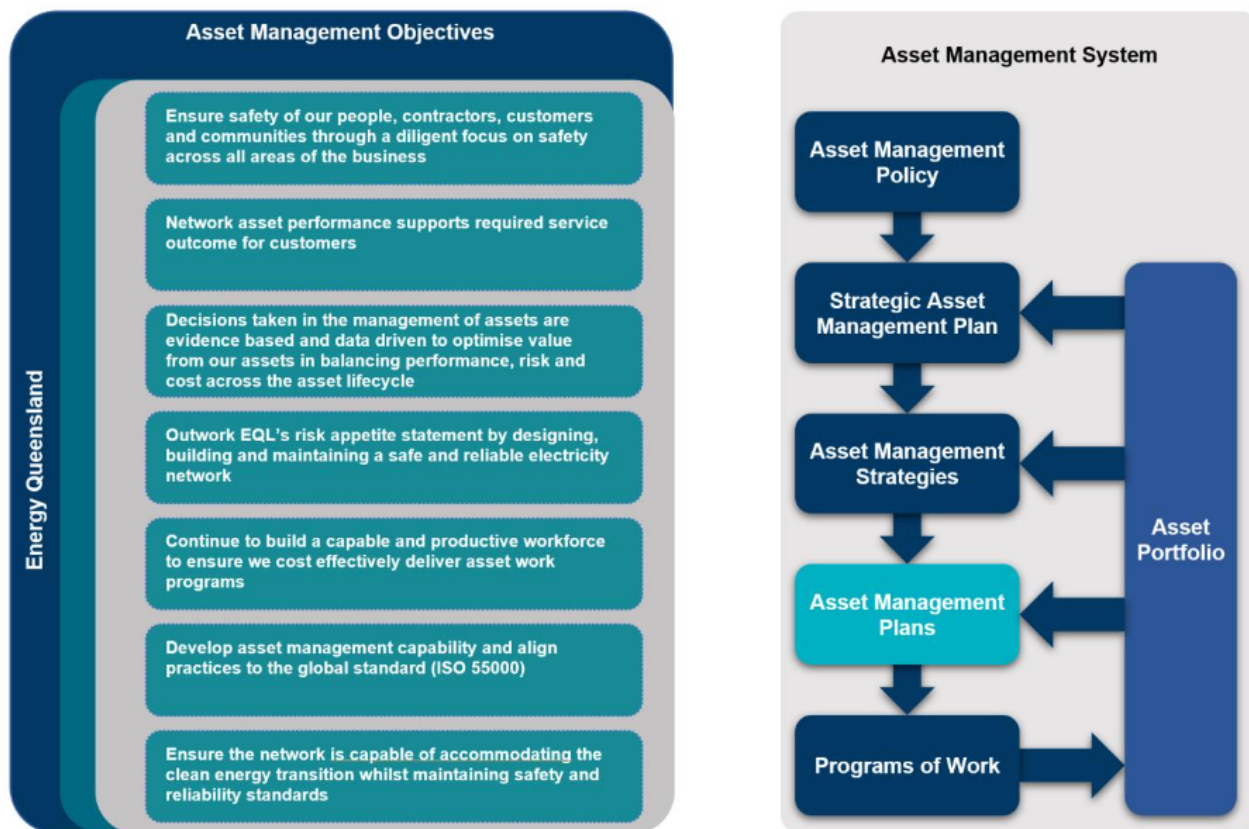 Asset Management Objectives
Energy Queensland
Ensure safety of our people, contractors, customers
and communities through a diligent focus on safety
across all areas of the business
Network asset performance supports required service
outcome for customers
Decisions taken in the management of assets are
evidence based and data driven to optimise value
from our assets in balancing performance, risk and
cost across the asset lifecycle
Outwork EQL's risk appetite statement by designing,
building and maintaining a safe and reliable electricity
network
Continue to build a capable and productive workforce
to ensure we cost effectively deliver asset work
programs
Develop asset management capability and align
practices to the global standard (ISO 55000)
Ensure the network is capable of accommodating the
clean energy transition whilst maintaining safety and
reliability standards
Asset Management System
Asset Management
Policy
Strategic Asset
Management Plan
Asset Management
Strategies
Asset Management
Plans
Programs of Work
Asset
Portfolio